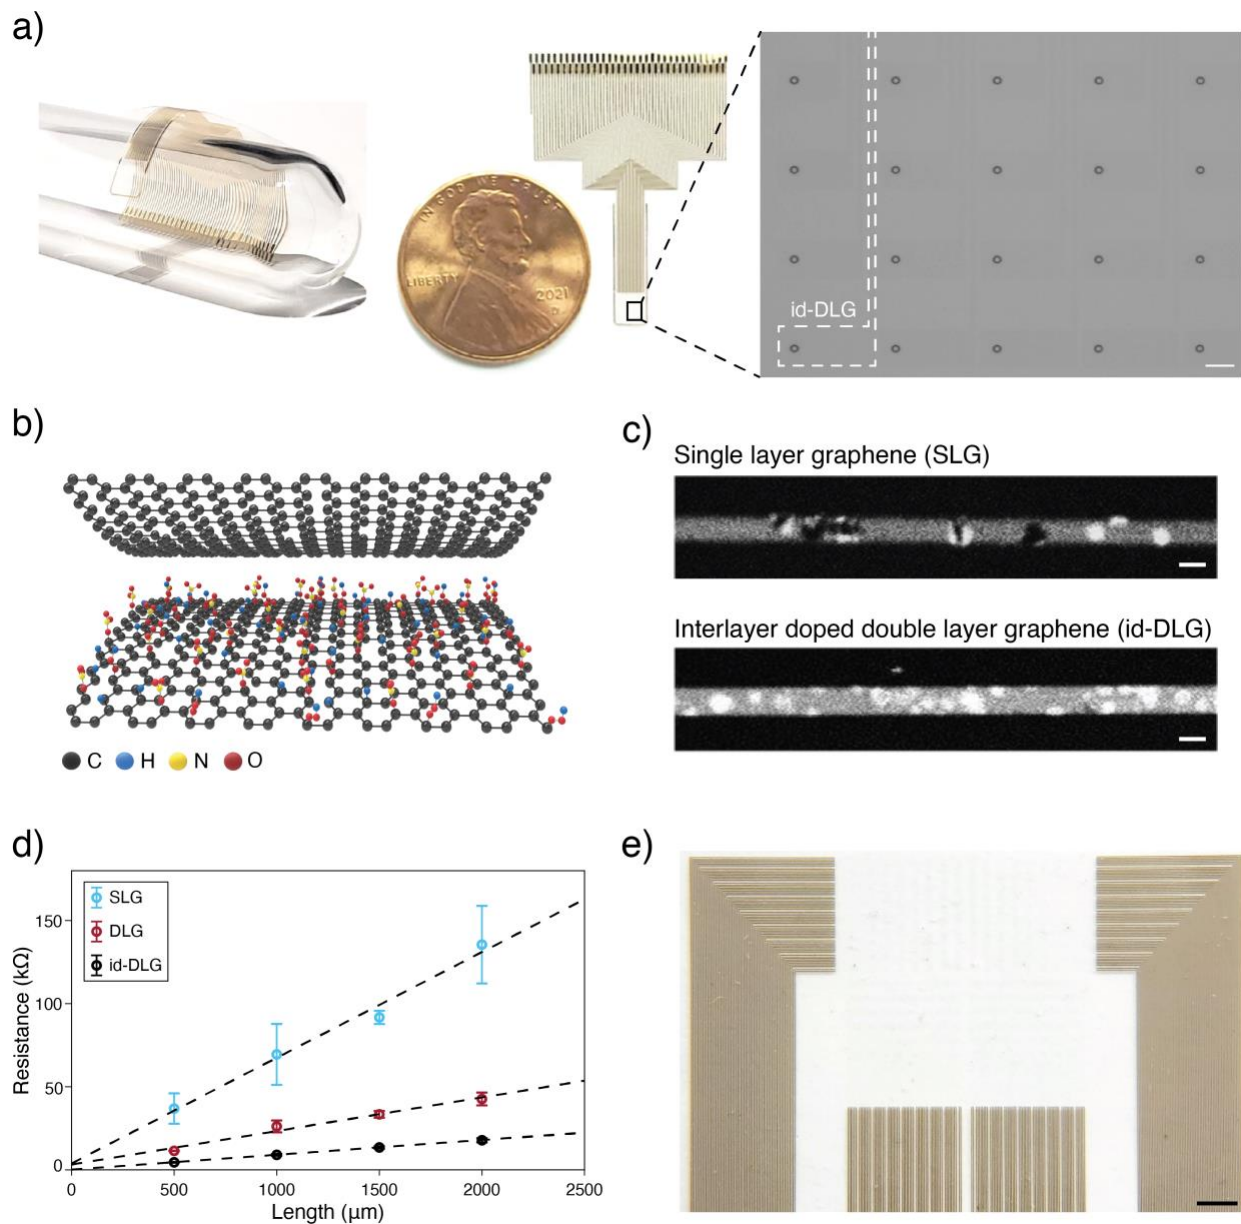 a)
IN GOD WE TRUST
LIBERTY
2021
D
id-DLG
b)
C H N O
c)
Single layer graphene (SLG)
Interlayer doped double layer graphene (id-DLG)
d)
SLG
DLG
id-DLG
Resistance (kΩ)
150
100
50
0
0 500 1000 1500 2000 2500
Length (µm)
e)